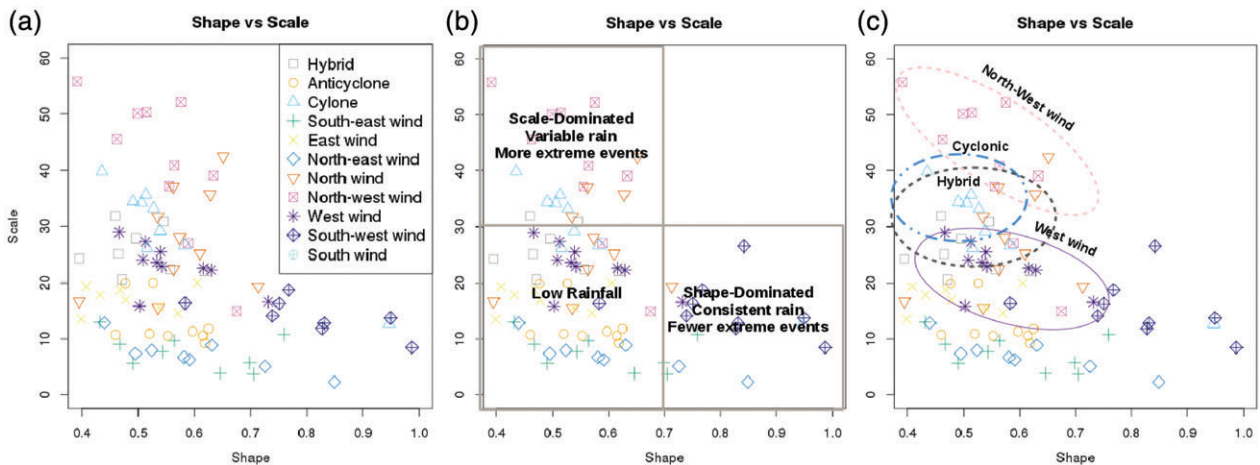 (a)
Shape vs Scale
Scale
60
50
40
30
20
10
0
Hybrid
Anticyclone
Cylone
South-east wind
East wind
North-east wind
North wind
North-west wind
West wind
South-west wind
South wind
0.4 0.5 0.6 0.7 0.8 0.9 1.0
Shape
(b)
Shape vs Scale
60
50
40
30
20
10
0
Scale-Dominated
Variable rain
More extreme events
Low Rainfall
Shape-Dominated
Consistent rain
Fewer extreme events
0.4 0.5 0.6 0.7 0.8 0.9 1.0
Shape
(c)
Shape vs Scale
60
50
40
30
20
10
0
North-West wind
Cyclonic
Hybrid
West wind
0.4 0.5 0.6 0.7 0.8 0.9 1.0
Shape